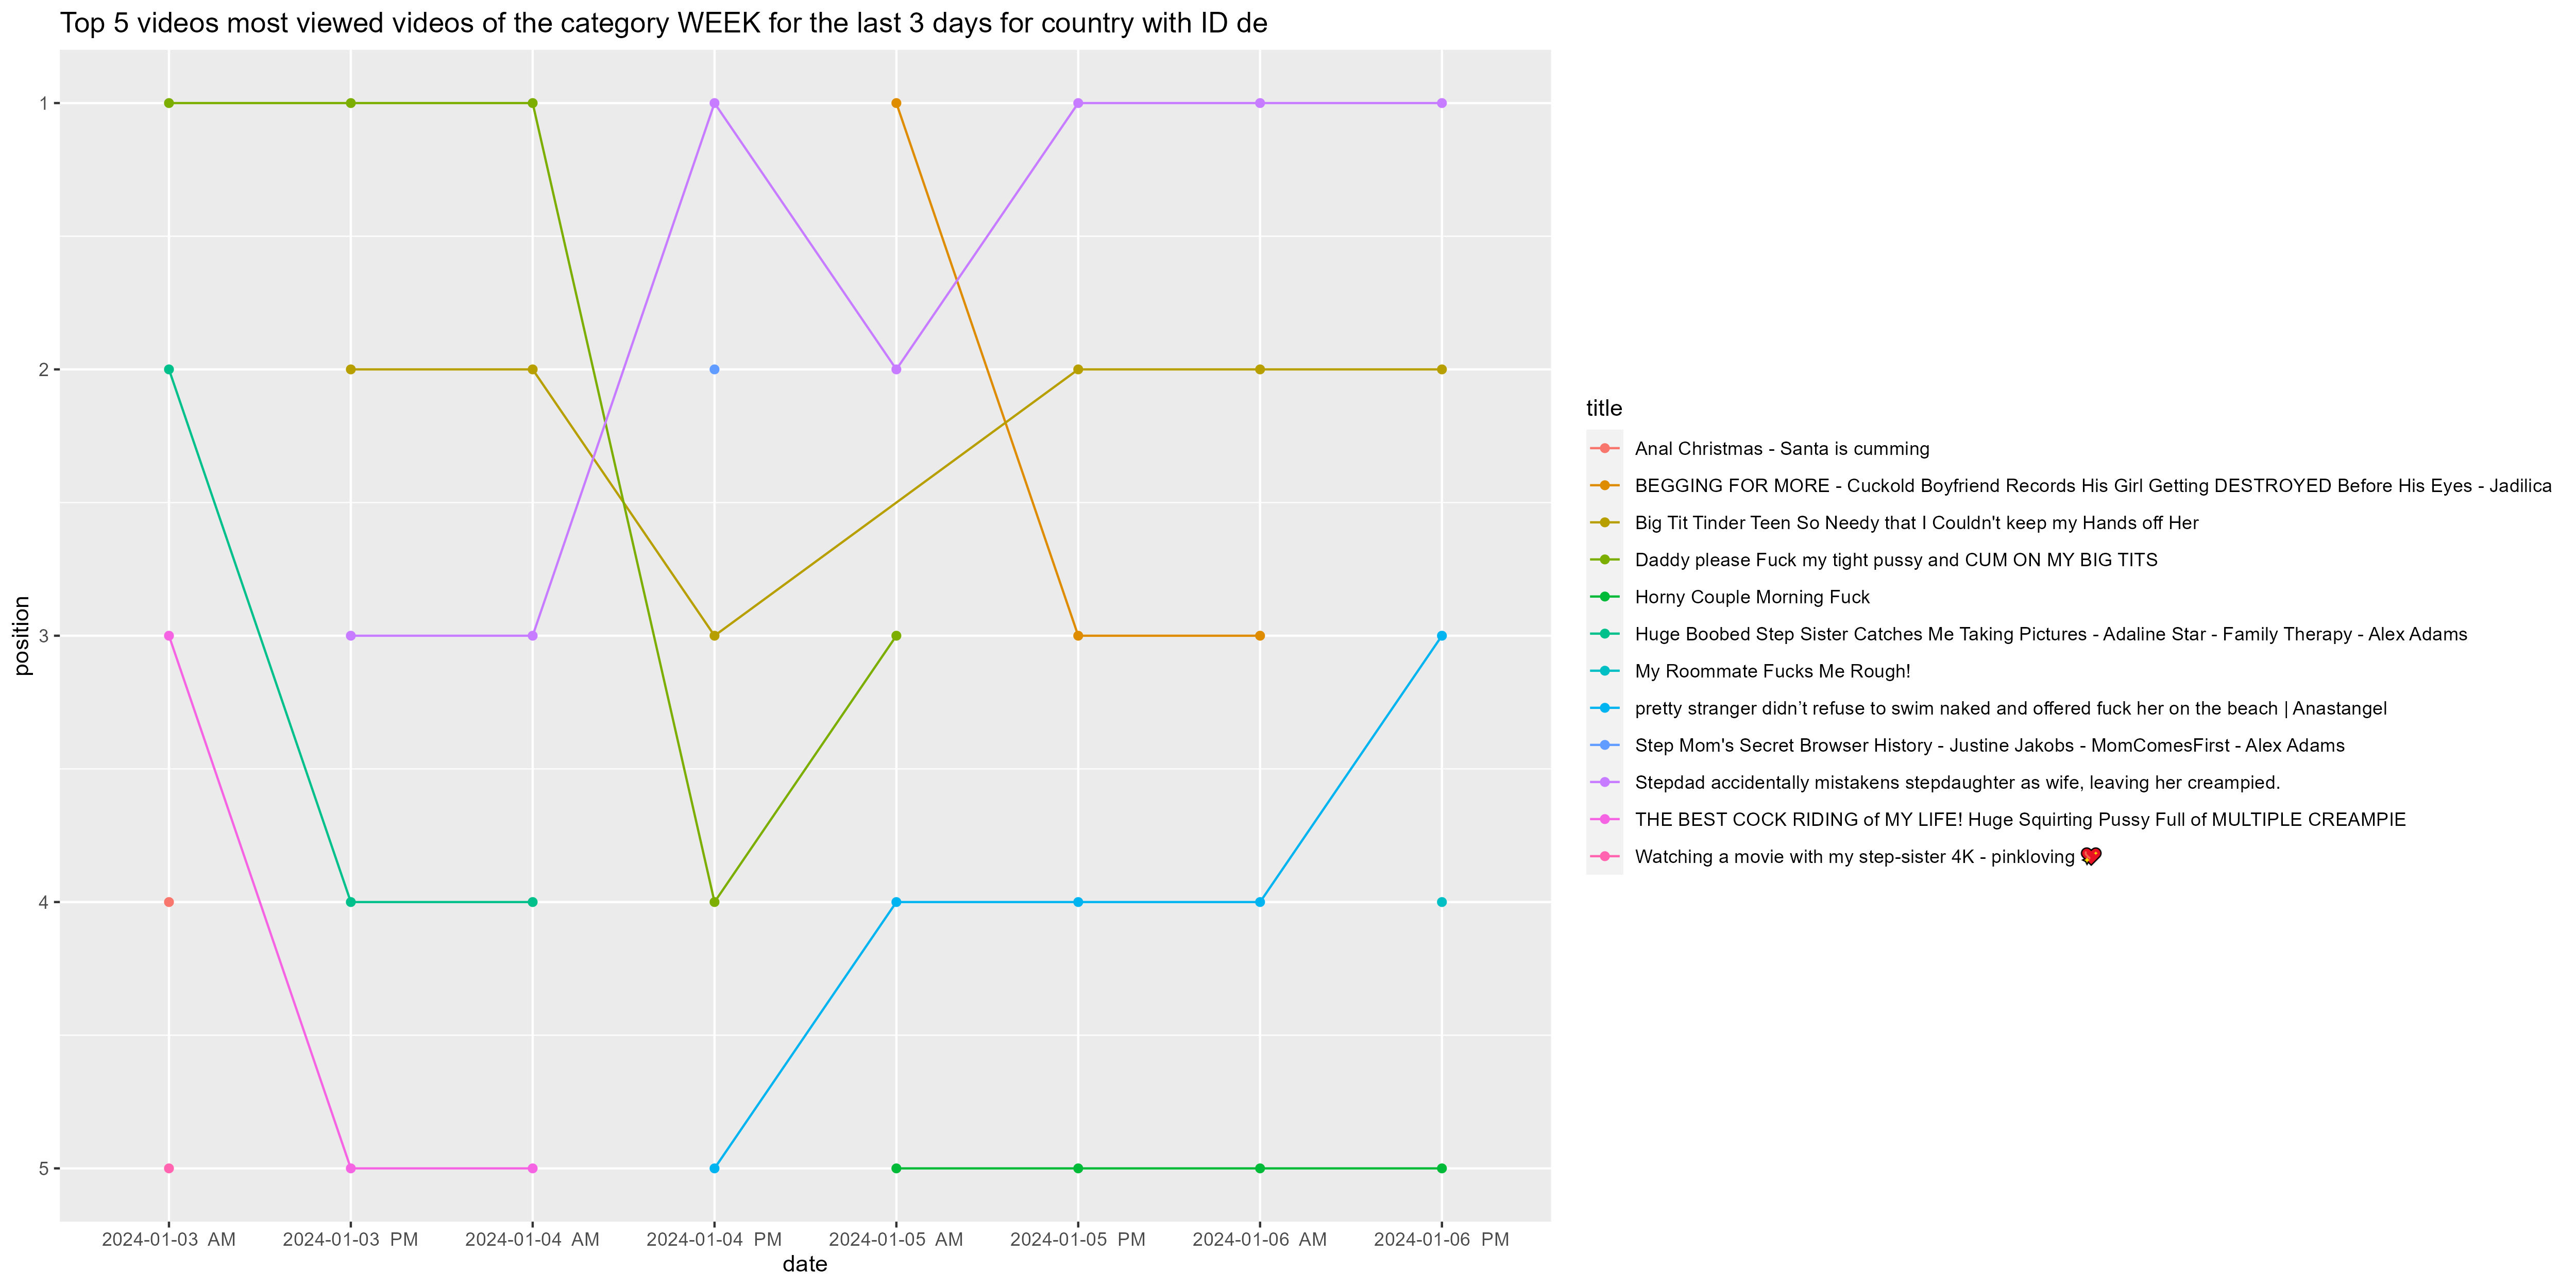 Top 5 videos most viewed videos of the category WEEK for the last 3 days for country with ID de
position
1
2
3
4
5
2024-01-03 AM
2024-01-03 PM
2024-01-04 AM
2024-01-04 PM
2024-01-05 AM
2024-01-05 PM
2024-01-06 AM
2024-01-06 PM
date
title
Anal Christmas - Santa is cumming
BEGGING FOR MORE - Cuckold Boyfriend Records His Girl Getting DESTROYED Before His Eyes - Jadilica
Big Tit Tinder Teen So Needy that I Couldn't keep my Hands off Her
Daddy please Fuck my tight pussy and CUM ON MY BIG TITS
Horny Couple Morning Fuck
Huge Boobed Step Sister Catches Me Taking Pictures - Adaline Star - Family Therapy - Alex Adams
My Roommate Fucks Me Rough!
pretty stranger didn’t refuse to swim naked and offered fuck her on the beach | Anastangel
Step Mom's Secret Browser History - Justine Jakobs - MomComesFirst - Alex Adams
Stepdad accidentally mistakens stepdaughter as wife, leaving her creampied.
THE BEST COCK RIDING of MY LIFE! Huge Squirting Pussy Full of MULTIPLE CREAMPIE
Watching a movie with my step-sister 4K - pinkloving 💖